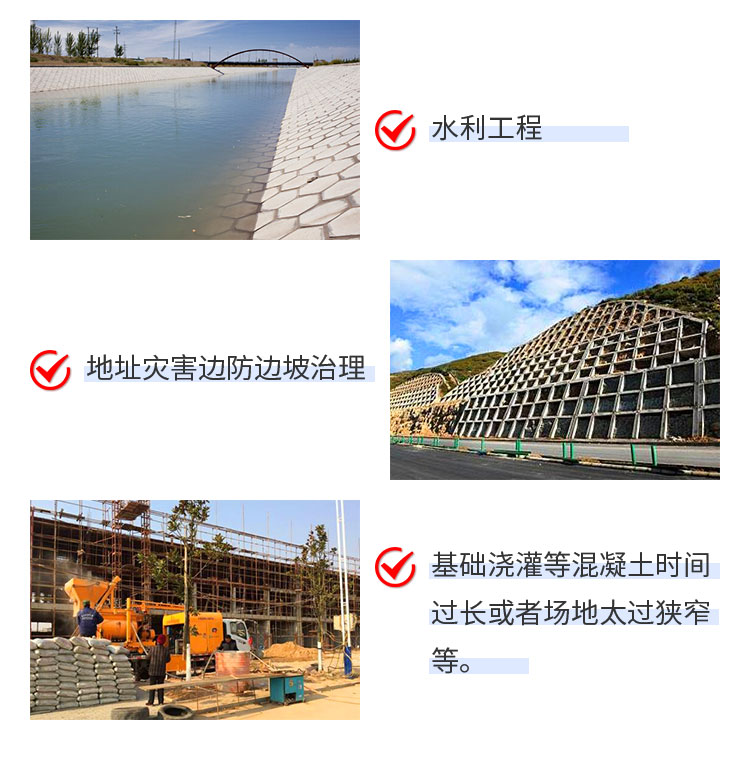 水利工程
地址灾害边防边坡治理
基础浇灌等混凝土时间
过长或者场地太过狭窄
等。